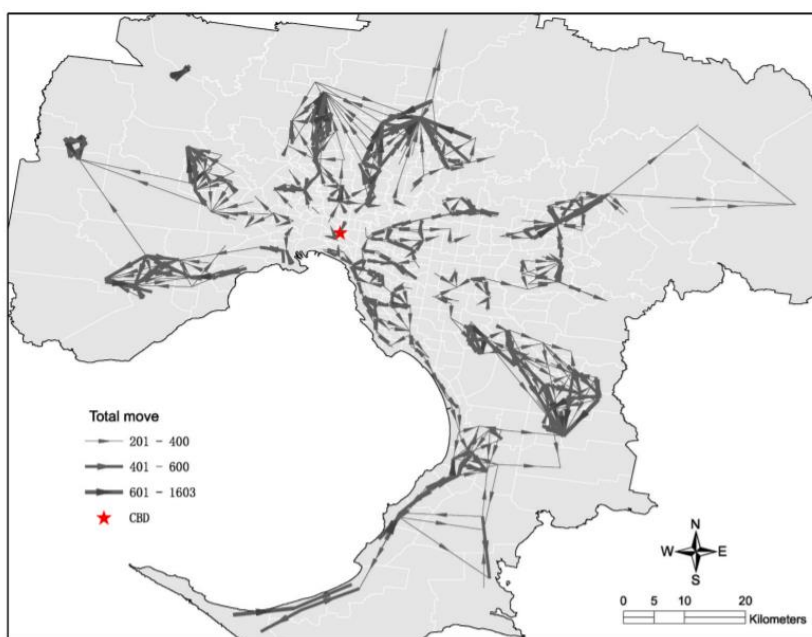 Total move
201 - 400
401 - 600
601 - 1603
CBD
N
W E
S
0 5 10 20
Kilometers